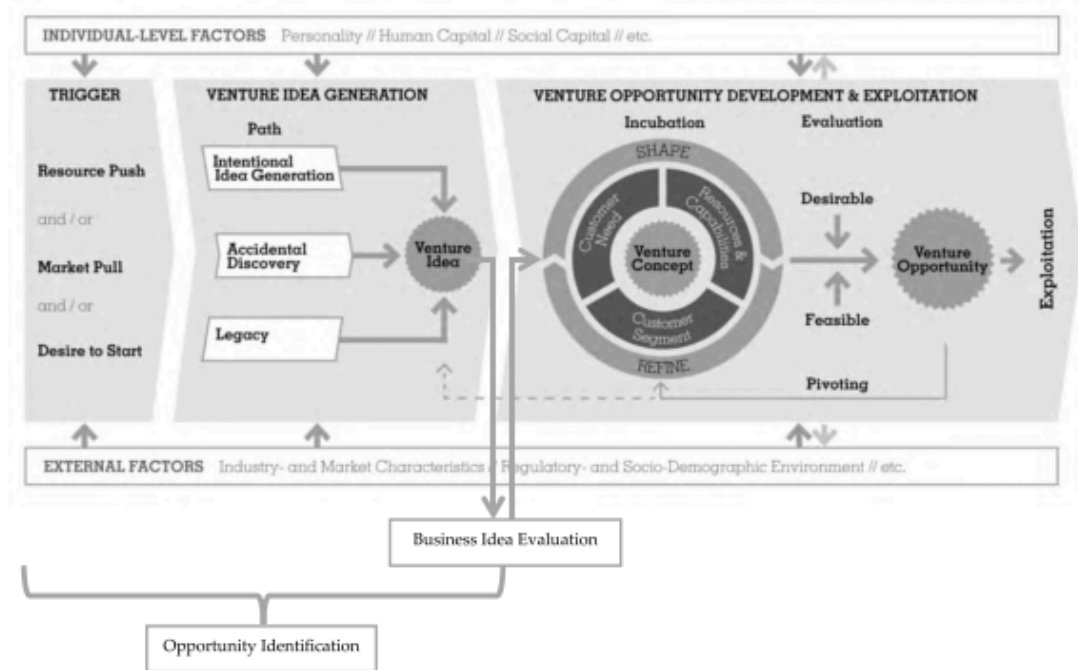 INDIVIDUAL-LEVEL FACTORS Personality // Human Capital // Social Capital // etc.
TRIGGER
Resource Push
and / or
Market Pull
and / or
Desire to Start
VENTURE IDEA GENERATION
Path
Intentional
Idea Generation
Accidental
Discovery
Legacy
Venture
Idea
VENTURE OPPORTUNITY DEVELOPMENT & EXPLOITATION
Incubation
Evaluation
SHAPE
Customer
Need
Resources &
Capabilities
Venture
Concept
Customer
Segment
REFINE
Desirable
Feasible
Venture
Opportunity
Exploitation
Pivoting
EXTERNAL FACTORS Industry- and Market Characteristics // Regulatory- and Socio-Demographic Environment // etc.
Business Idea Evaluation
Opportunity Identification